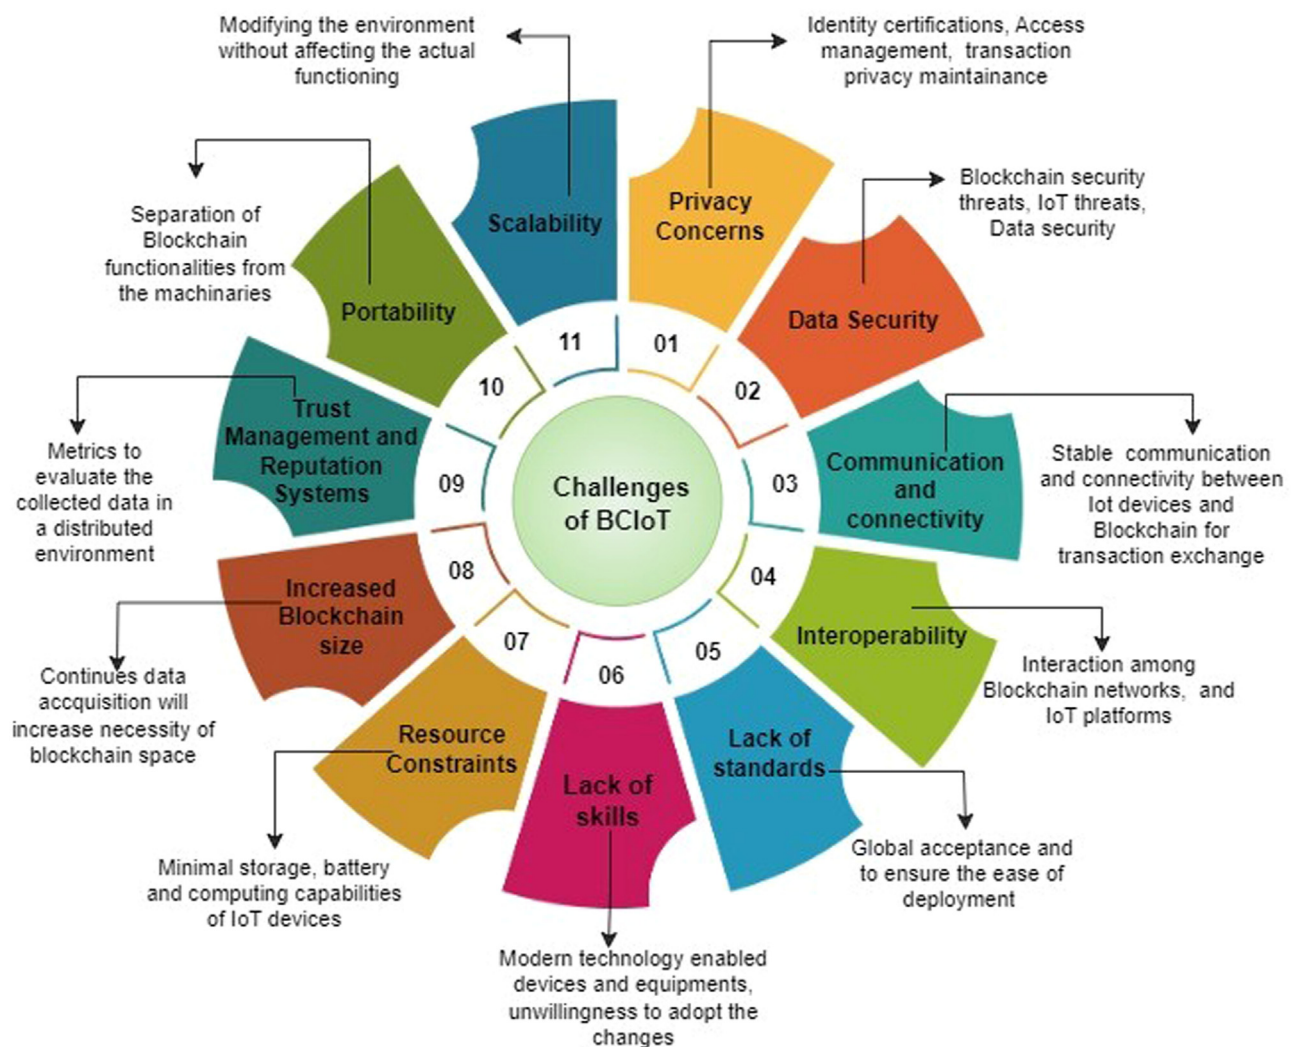 Challenges
of BCIoT
01
Privacy
Concerns
Identity certifications, Access
management, transaction
privacy maintainance
02
Data Security
Blockchain security
threats, IoT threats,
Data security
03
Communication
and
connectivity
Stable communication
and connectivity between
Iot devices and
Blockchain for
transaction exchange
04
Interoperability
Interaction among
Blockchain networks, and
IoT platforms
05
Lack of
standards
Global acceptance and
to ensure the ease of
deployment
06
Lack of
skills
Modern technology enabled
devices and equipments,
unwillingness to adopt the
changes
07
Resource
Constraints
Minimal storage, battery
and computing capabilities
of IoT devices
08
Increased
Blockchain
size
Continues data
accquisition will
increase necessity of
blockchain space
09
Trust
Management and
Reputation
Systems
Metrics to
evaluate the
collected data in
a distributed
environment
10
Portability
Separation of
Blockchain
functionalities from
the machinaries
11
Scalability
Modifying the environment
without affecting the actual
functioning